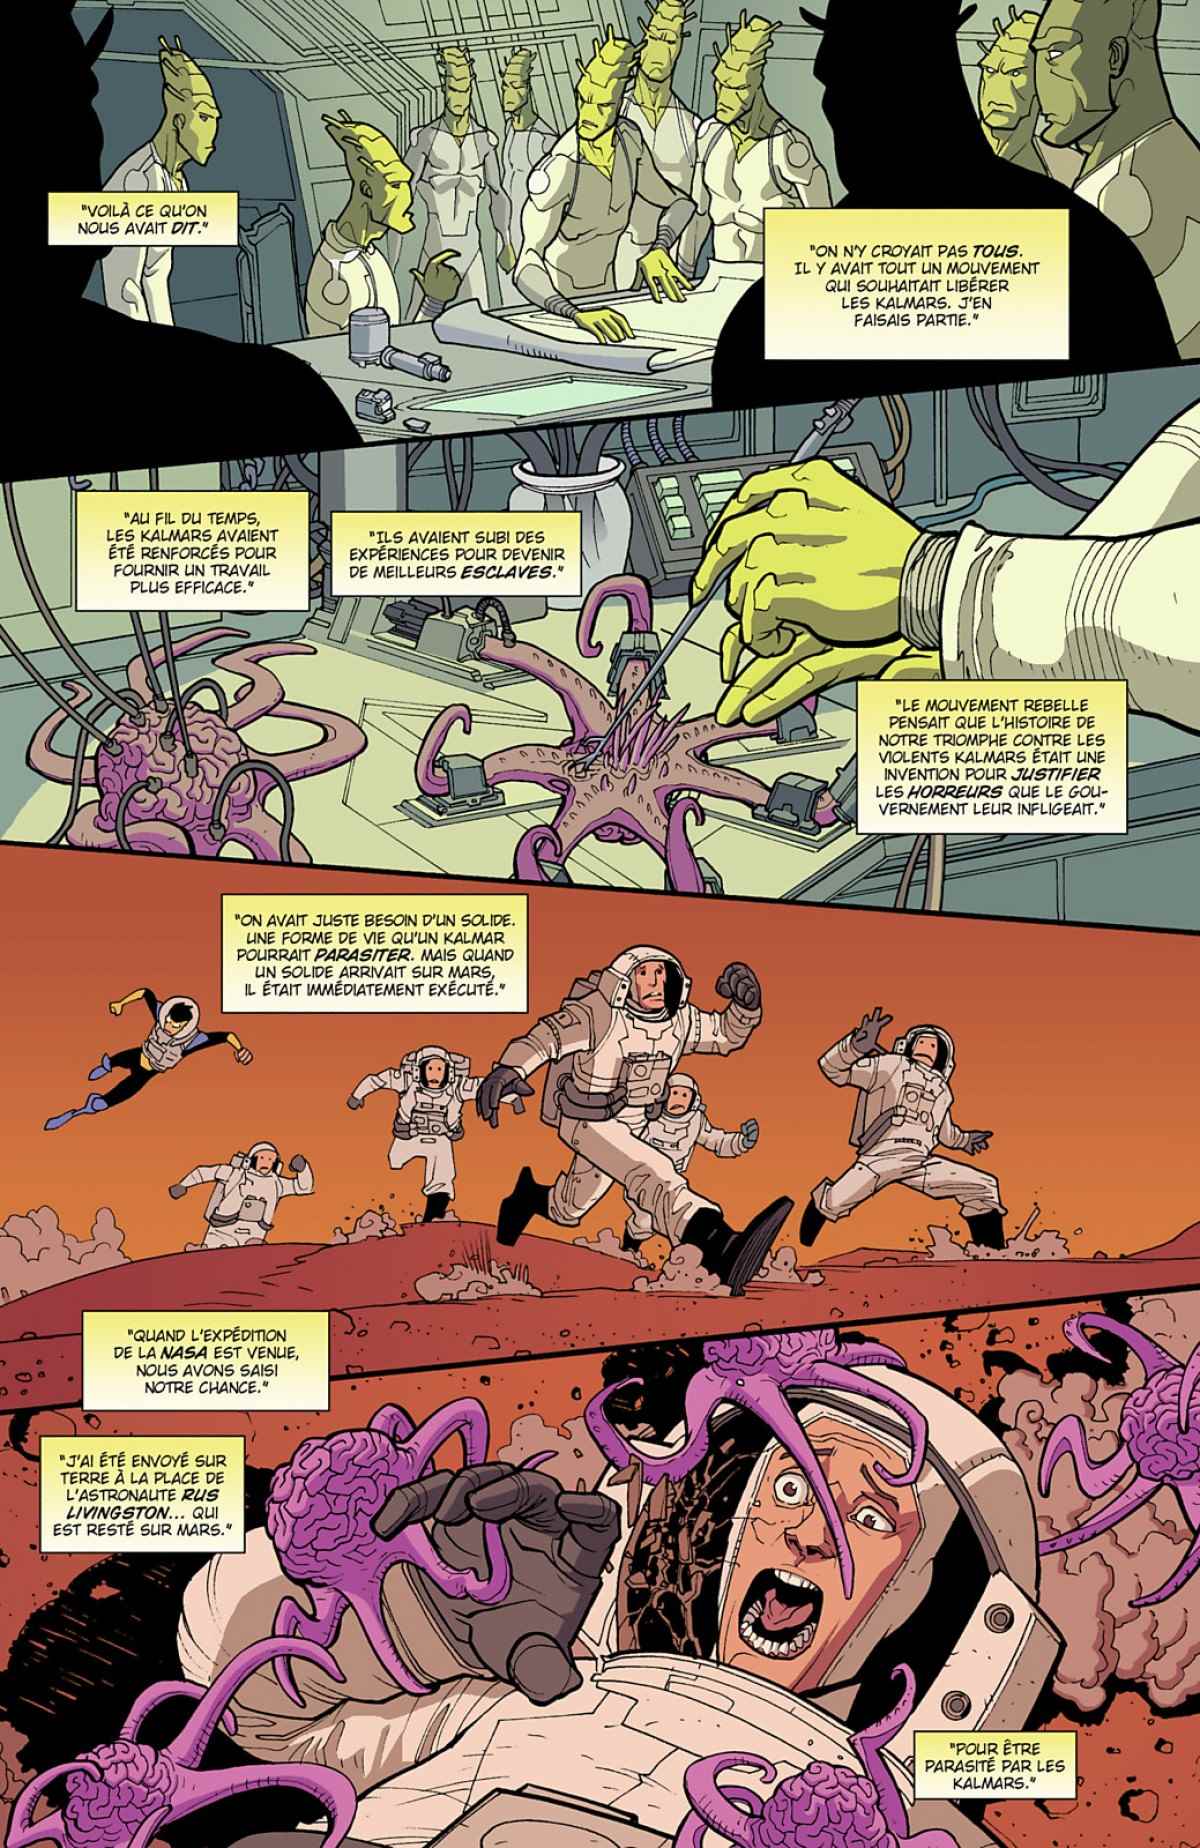 "VOILÀ CE QU'ON
NOUS AVAIT DIT."
"ON N'Y CROYAIT PAS TOUS.
IL Y AVAIT TOUT UN MOUVEMENT
QUI SOUHAITAIT LIBÉRER
LES KALMARS. J'EN
FAISAIS PARTIE."
"AU FIL DU TEMPS,
LES KALMARS AVAIENT
ÉTÉ RENFORCÉS POUR
FOURNIR UN TRAVAIL
PLUS EFFICACE."
"ILS AVAIENT SUBI DES
EXPÉRIENCES POUR DEVENIR
DE MEILLEURS ESCLAVES."
"LE MOUVEMENT REBELLE
PENSAIT QUE L'HISTOIRE DE
NOTRE TRIOMPHE CONTRE LES
VIOLENTS KALMARS ÉTAIT UNE
INVENTION POUR JUSTIFIER
LES HORREURS QUE LE GOU-
VERNEMENT LEUR INFLIGEAIT."
"ON AVAIT JUSTE BESOIN D'UN SOLIDE.
UNE FORME DE VIE QU'UN KALMAR
POURRAIT PARASITER. MAIS QUAND
UN SOLIDE ARRIVAIT SUR MARS,
IL ÉTAIT IMMÉDIATEMENT EXÉCUTÉ."
"QUAND L'EXPÉDITION
DE LA NASA EST VENUE,
NOUS AVONS SAISI
NOTRE CHANCE."
"J'AI ÉTÉ ENVOYÉ SUR
TERRE À LA PLACE DE
L'ASTRONAUTE RUS
LIVINGSTON... QUI
EST RESTÉ SUR MARS."
"POUR ÊTRE
PARASITÉ PAR LES
KALMARS."